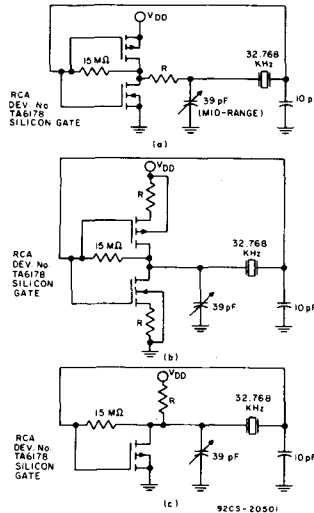 VDD
32.768
KHz
15 MΩ
R
RCA
DEV. No.
TA6178
SILICON GATE
39 pF
(MID-RANGE)
10 p
(a)
VDD
R
32.768
KHz
RCA
DEV. No.
TA6178
SILICON
GATE
15 MΩ
39 pF
10 pF
R
(b)
VDD
R
32.768
KHz
15 MΩ
RCA
DEV. No.
TA6178
SILICON
GATE
39 pF
10 pF
(c)
92CS-20501